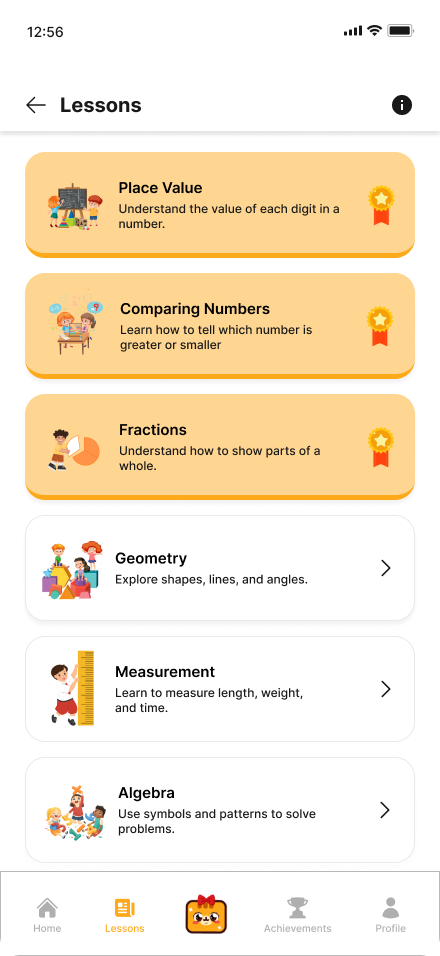 12:56
Lessons
Place Value
Understand the value of each digit in a
number.
Comparing Numbers
Learn how to tell which number is
greater or smaller
Fractions
Understand how to show parts of a
whole.
Geometry
Explore shapes, lines, and angles.
Measurement
Learn to measure length, weight,
and time.
Algebra
Use symbols and patterns to solve
problems.
Home
Lessons
Achievements
Profile